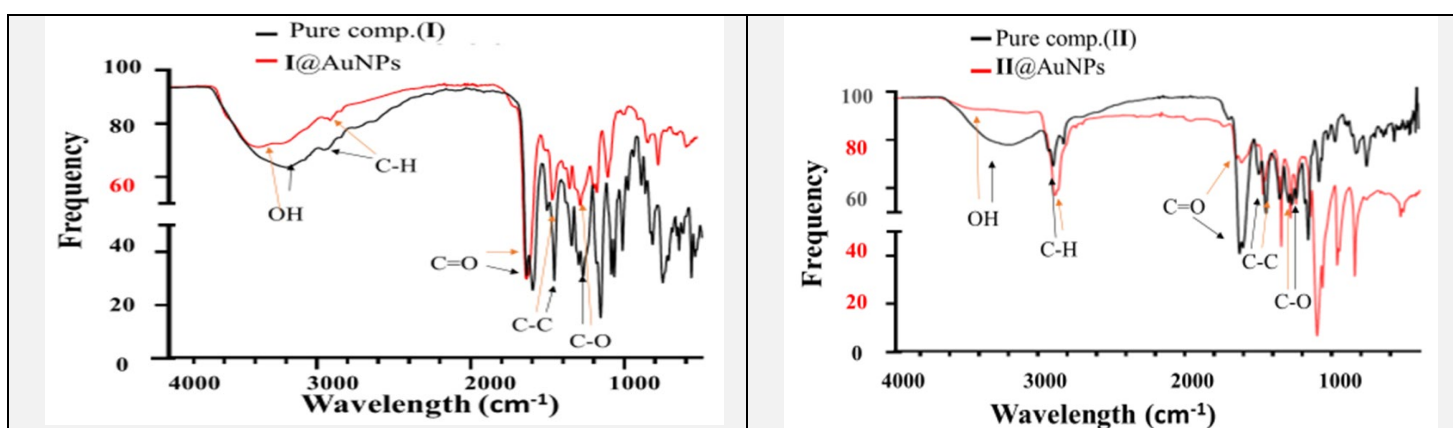 Pure comp.(I)
I@AuNPs
100
80
60
40
20
0
Frequency
OH
C-H
C=O
C-C
C-O
4000 3000 2000 1000
Wavelength (cm-1)
Pure comp.(II)
II@AuNPs
100
80
60
40
20
0
Frequency
OH
C-H
C=O
C-C
C-O
4000 3000 2000 1000
Wavelength (cm-1)